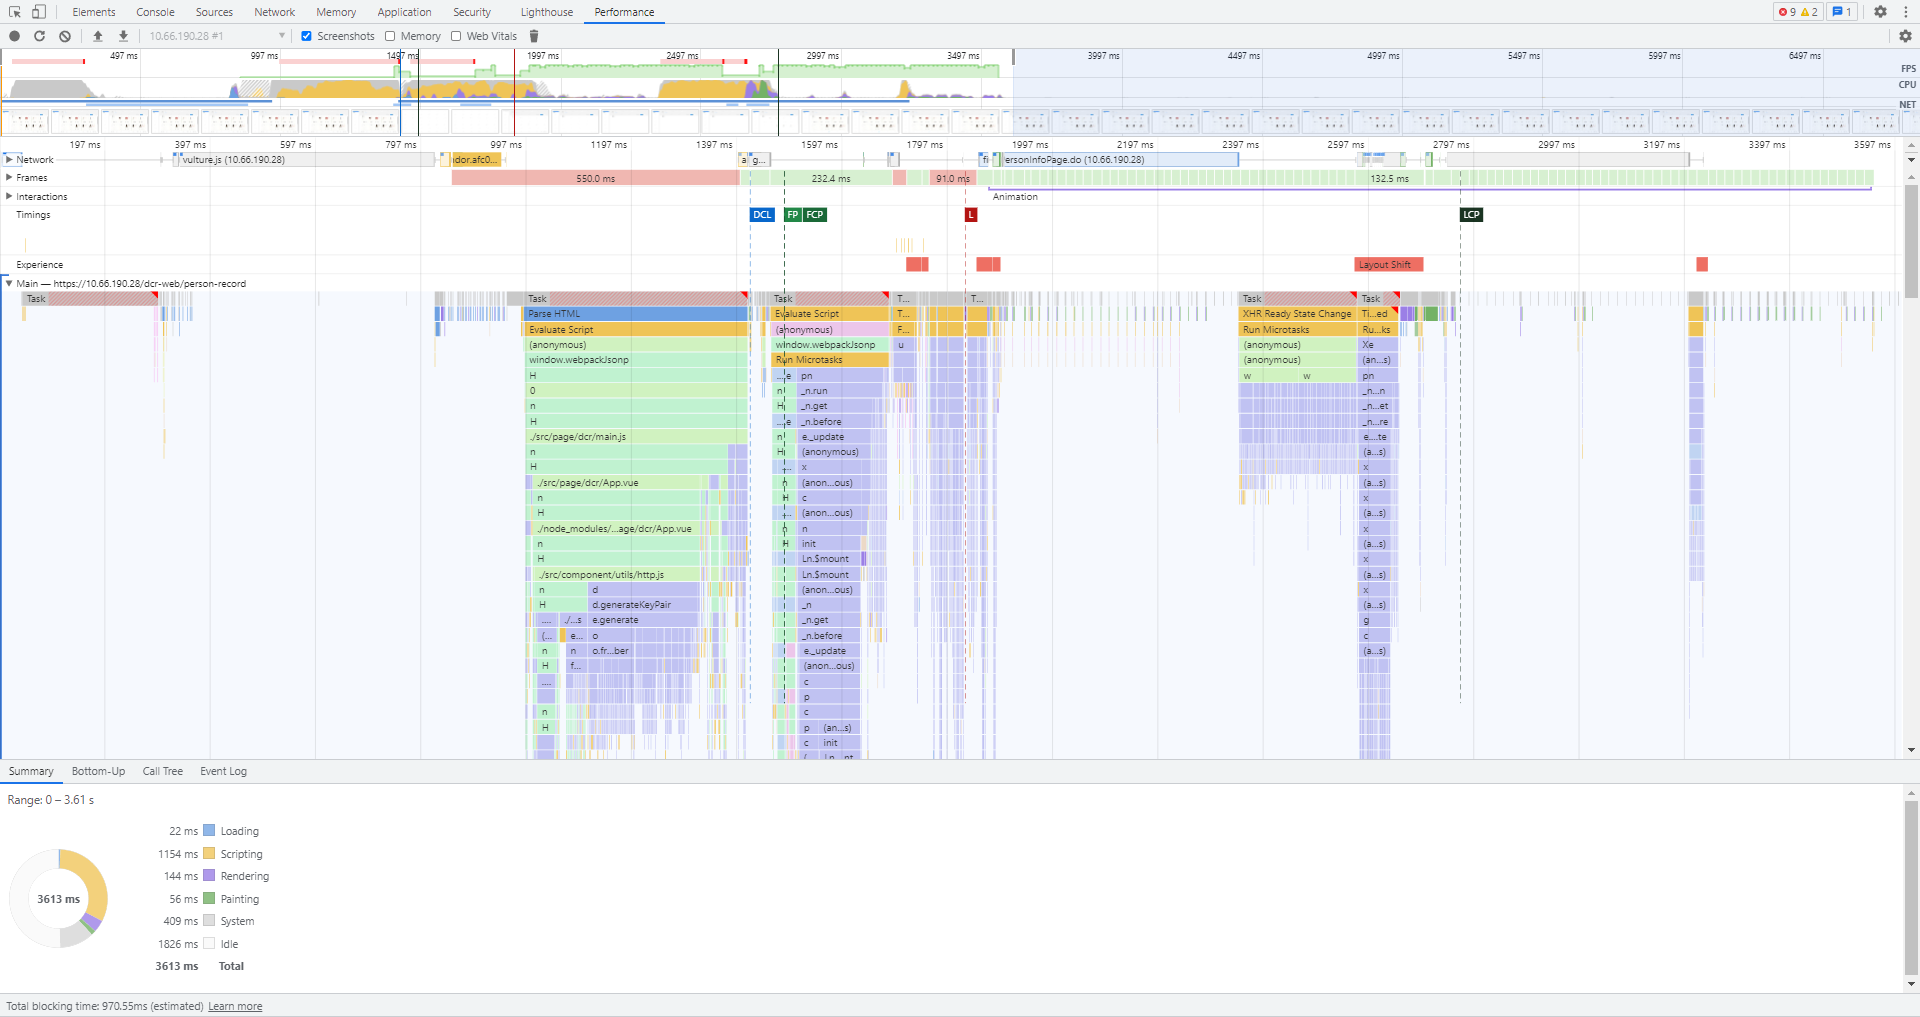 Elements Console Sources Network Memory Application Security Lighthouse Performance 9 2 1
10.66.190.28 #1 Screenshots Memory Web Vitals
497 ms 997 ms 1497 ms 1997 ms 2497 ms 2997 ms 3497 ms 3997 ms 4497 ms 4997 ms 5497 ms 5997 ms 6497 ms
FPS
CPU
NET
197 ms 397 ms 597 ms 797 ms 997 ms 1197 ms 1397 ms 1597 ms 1797 ms 1997 ms 2197 ms 2397 ms 2597 ms 2797 ms 2997 ms 3197 ms 3397 ms 3597 ms
Network vulture.js (10.66.190.28) idor.afc0... a g... fi ersonInfoPage.do (10.66.190.28)
Frames 550.0 ms 232.4 ms 91.0 ms 132.5 ms
Interactions Animation
Timings DCL FP FCP L LCP
Experience Layout Shift
Main — https://10.66.190.28/dcr-web/person-record
Task Task Task T... T... Task Task
Parse HTML Evaluate Script T... XHR Ready State Change Ti...ed
Evaluate Script (anonymous) F... Run Microtasks Ru...ks
(anonymous) window.webpackJsonp u (anonymous) Xe
window.webpackJsonp Run Microtasks (anonymous) (an...s)
H ...e pn w w pn
0 n _n.run _n...n
n H _n.get _n...et
H ...e _n.before _n...re
./src/page/dcr/main.js n e._update e....te
n H (anonymous) (a...s)
H ... x x
./src/page/dcr/App.vue n (anon...ous) (a...s)
n H c x
H ... (anon...ous) (a...s)
./node_modules/...age/dcr/App.vue n n x
n H init (a...s)
H Ln.$mount x
./src/component/utils/http.js Ln.$mount (a...s)
n d (anon...ous) x
H d.generateKeyPair _n (a...s)
.... ./...s e.generate _n.get g
(... e... o _n.before c
n n o.fr...ber e._update (a...s)
H f... (anon...ous)
.... c
p
n c
H p (an...s)
c init
Summary Bottom-Up Call Tree Event Log
Range: 0 – 3.61 s
22 ms Loading
1154 ms Scripting
144 ms Rendering
3613 ms
56 ms Painting
409 ms System
1826 ms Idle
3613 ms Total
Total blocking time: 970.55ms (estimated) Learn more